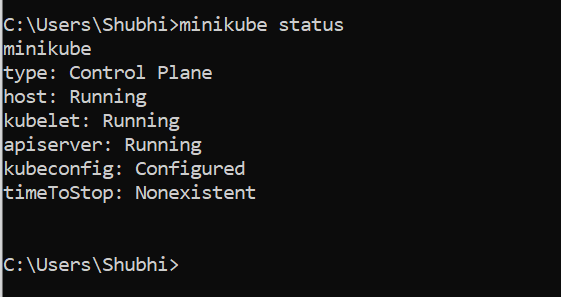 C:\Users\Shubhi>minikube status
minikube
type: Control Plane
host: Running
kubelet: Running
apiserver: Running
kubeconfig: Configured
timeToStop: Nonexistent
C:\Users\Shubhi>